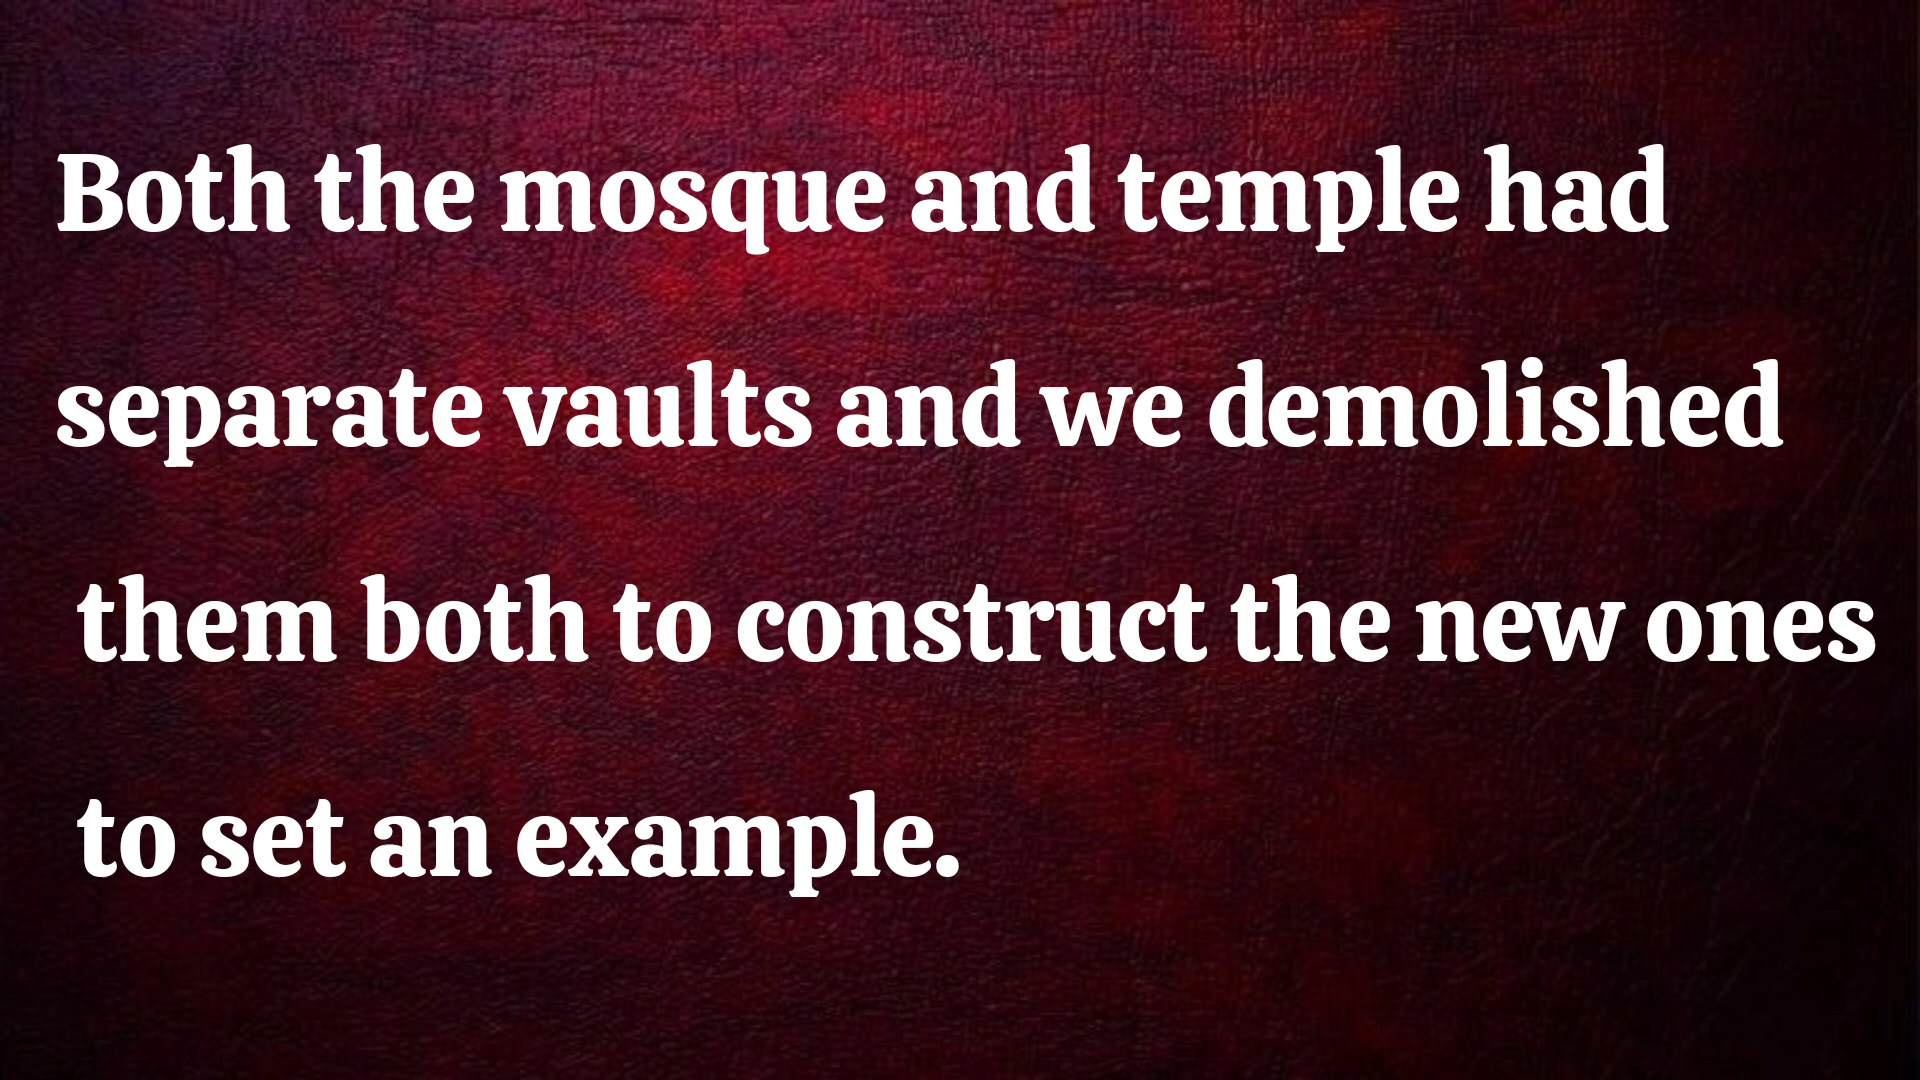 Both the mosque and temple had
separate vaults and we demolished
them both to construct the new ones
to set an example.